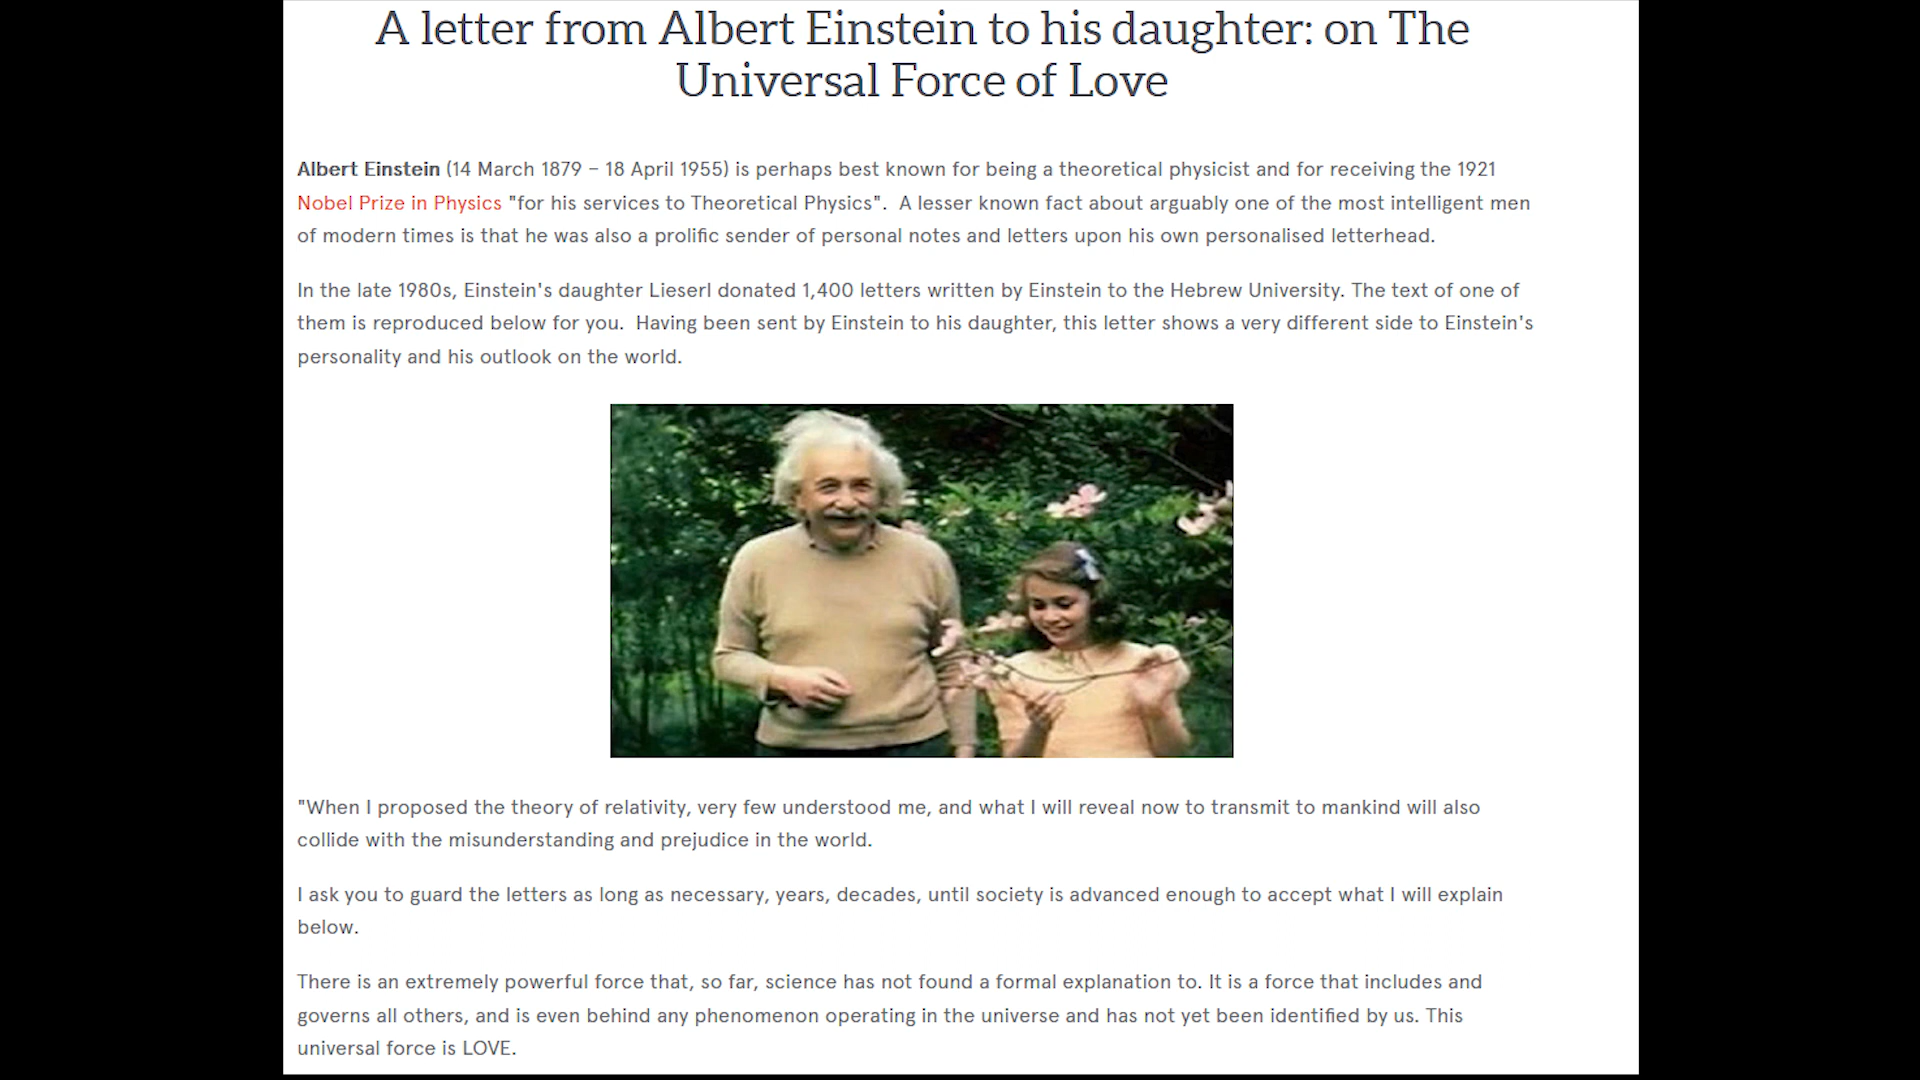 A letter from Albert Einstein to his daughter: on The
Universal Force of Love
Albert Einstein (14 March 1879 – 18 April 1955) is perhaps best known for being a theoretical physicist and for receiving the 1921
Nobel Prize in Physics "for his services to Theoretical Physics".  A lesser known fact about arguably one of the most intelligent men
of modern times is that he was also a prolific sender of personal notes and letters upon his own personalised letterhead.
In the late 1980s, Einstein's daughter Lieserl donated 1,400 letters written by Einstein to the Hebrew University. The text of one of
them is reproduced below for you.  Having been sent by Einstein to his daughter, this letter shows a very different side to Einstein's
personality and his outlook on the world.
"When I proposed the theory of relativity, very few understood me, and what I will reveal now to transmit to mankind will also
collide with the misunderstanding and prejudice in the world.
I ask you to guard the letters as long as necessary, years, decades, until society is advanced enough to accept what I will explain
below.
There is an extremely powerful force that, so far, science has not found a formal explanation to. It is a force that includes and
governs all others, and is even behind any phenomenon operating in the universe and has not yet been identified by us. This
universal force is LOVE.